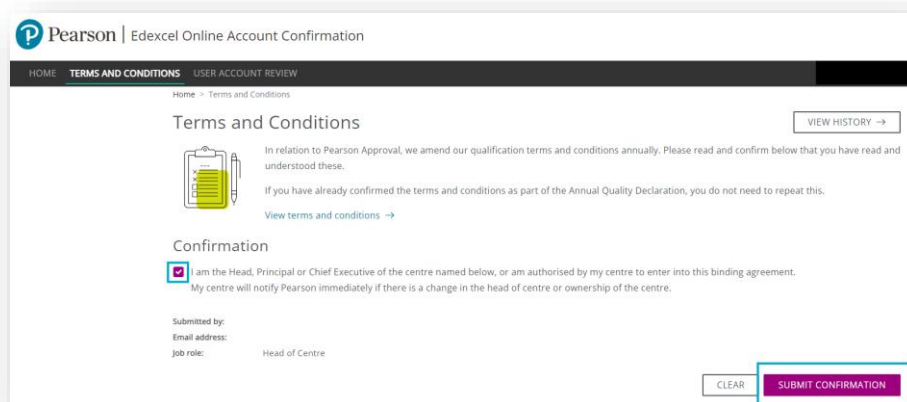 Pearson | Edexcel Online Account Confirmation
HOME TERMS AND CONDITIONS USER ACCOUNT REVIEW
Home > Terms and Conditions
Terms and Conditions
VIEW HISTORY →
In relation to Pearson Approval, we amend our qualification terms and conditions annually. Please read and confirm below that you have read and
understood these.
If you have already confirmed the terms and conditions as part of the Annual Quality Declaration, you do not need to repeat this.
View terms and conditions →
Confirmation
I am the Head, Principal or Chief Executive of the centre named below, or am authorised by my centre to enter into this binding agreement.
My centre will notify Pearson immediately if there is a change in the head of centre or ownership of the centre.
Submitted by:
Email address:
Job role: Head of Centre
CLEAR SUBMIT CONFIRMATION